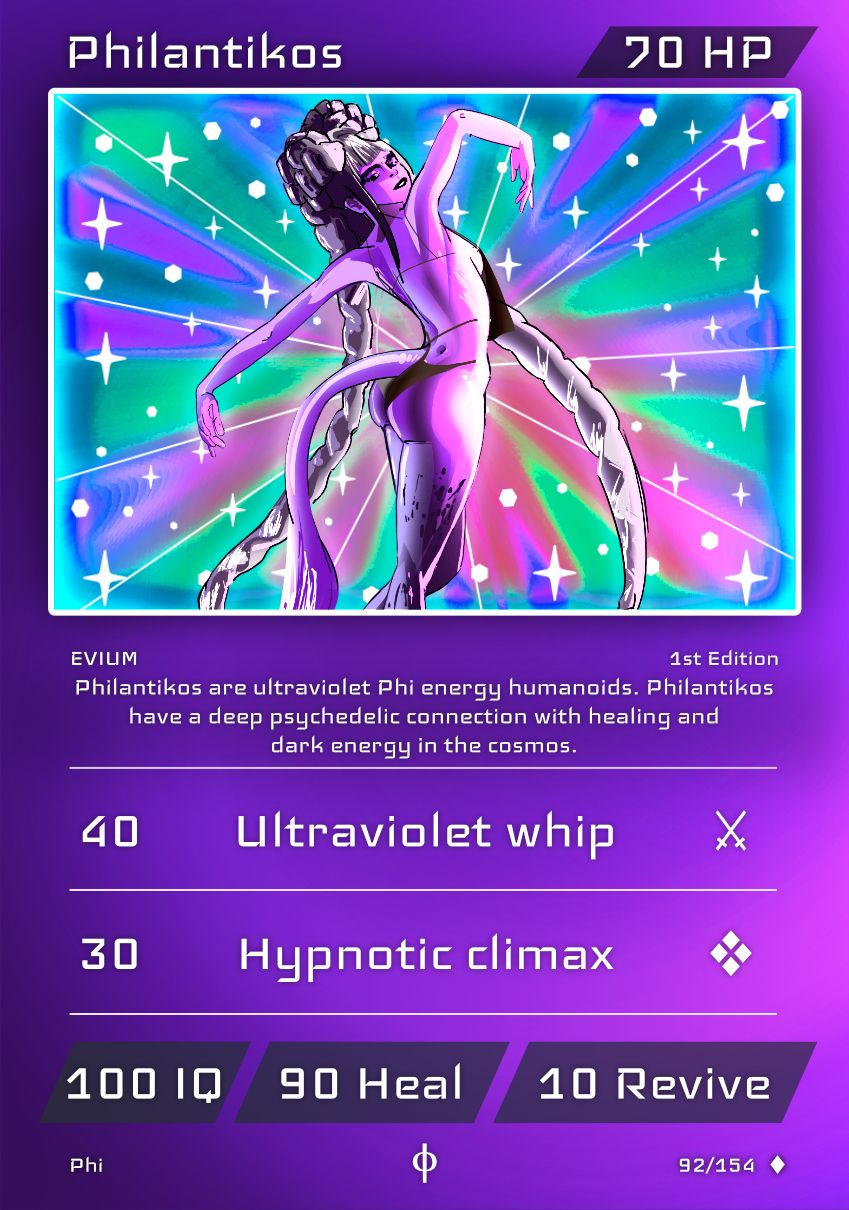 Philantikos
70 HP
EVIUM
1st Edition
Philantikos are ultraviolet Phi energy humanoids. Philantikos
have a deep psychedelic connection with healing and
dark energy in the cosmos.
40 Ultraviolet whip
30 Hypnotic climax
100 IQ
90 Heal
10 Revive
Phi
ϕ
92/154